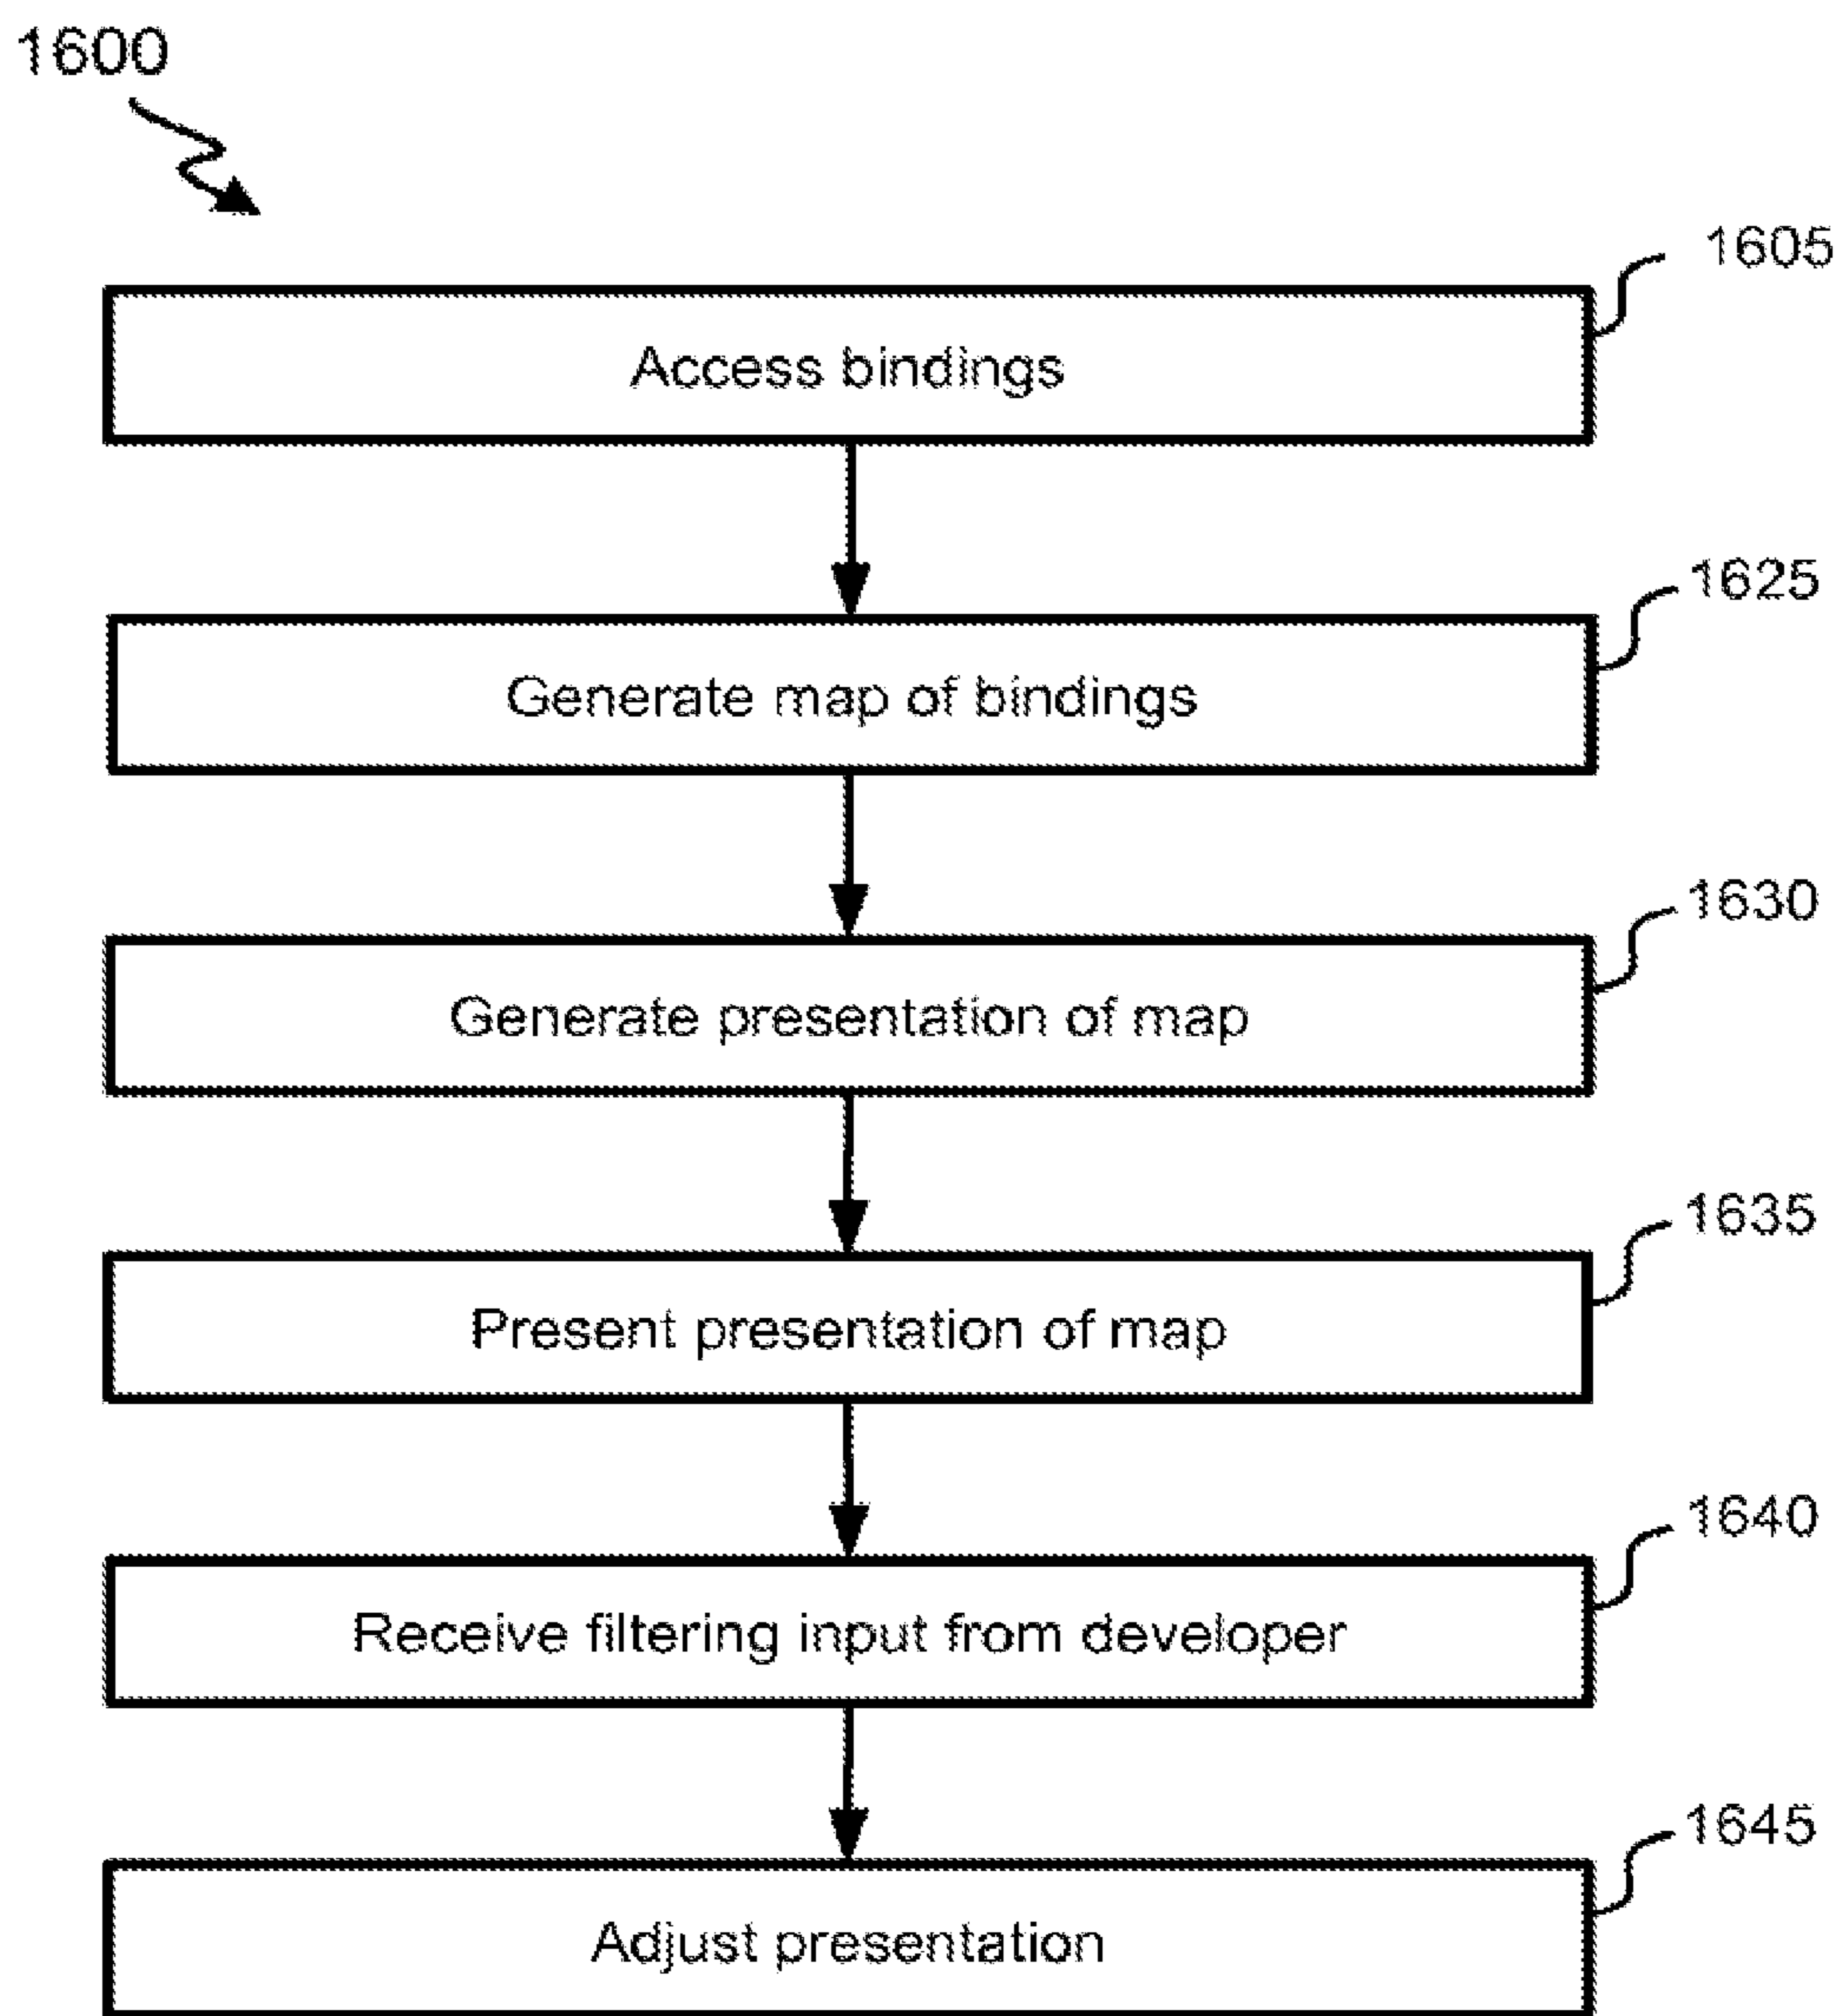 1600
1605
Access bindings
1625
Generate map of bindings
1630
Generate presentation of map
1635
Present presentation of map
1640
Receive filtering input from developer
1645
Adjust presentation